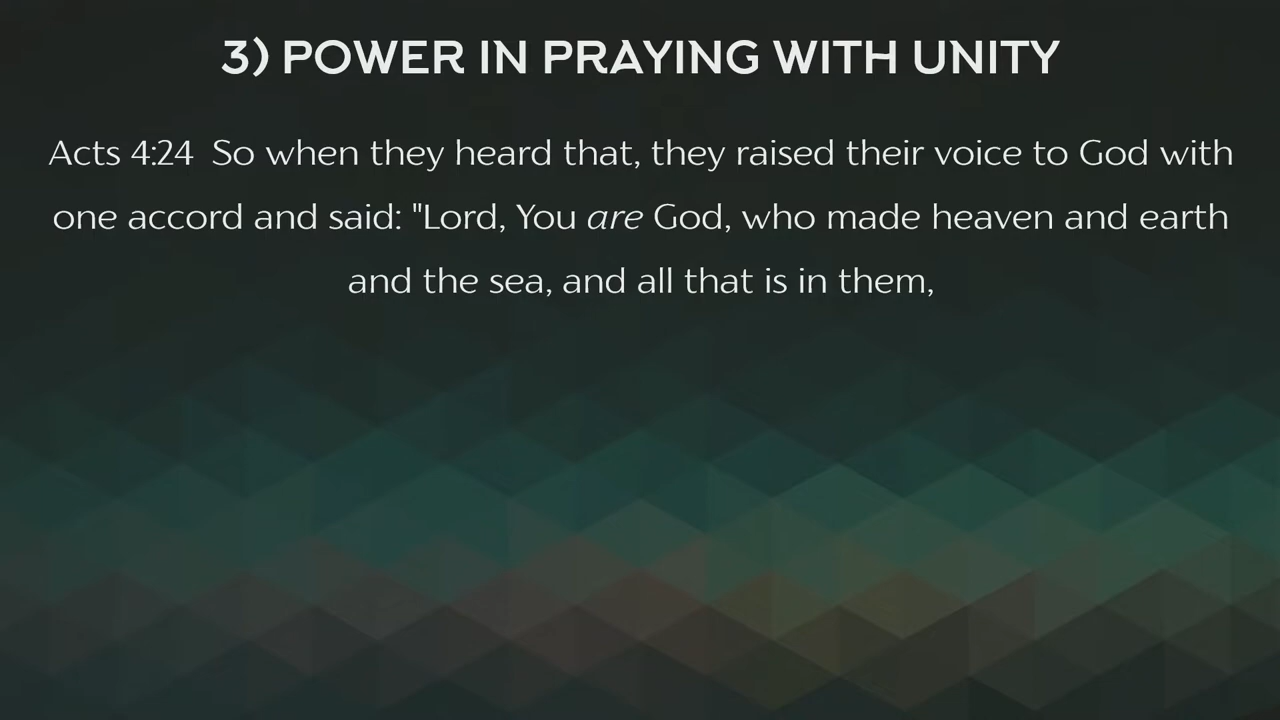 3) POWER IN PRAYING WITH UNITY
Acts 4:24  So when they heard that, they raised their voice to God with
one accord and said: "Lord, You are God, who made heaven and earth
and the sea, and all that is in them,